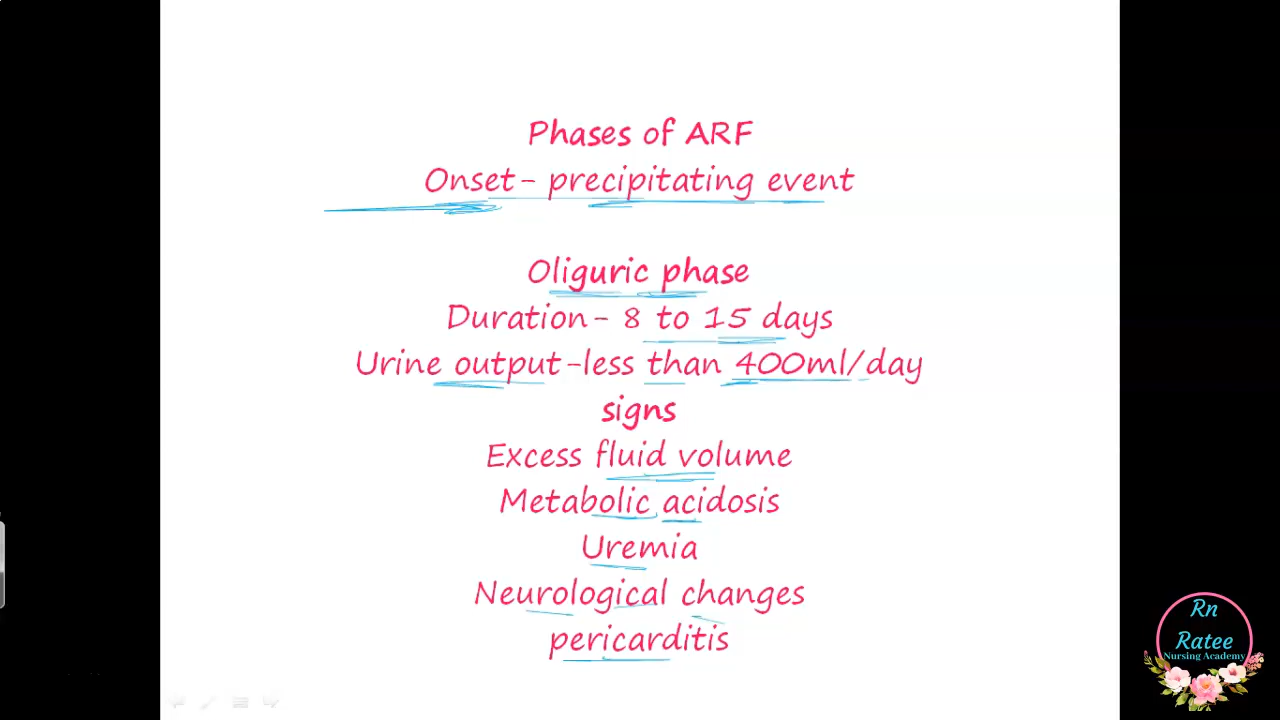 Phases of ARF
Onset- precipitating event
Oliguric phase
Duration- 8 to 15 days
Urine output-less than 400ml/day
signs
Excess fluid volume
Metabolic acidosis
Uremia
Neurological changes
pericarditis
Rn
Ratee
Nursing Academy